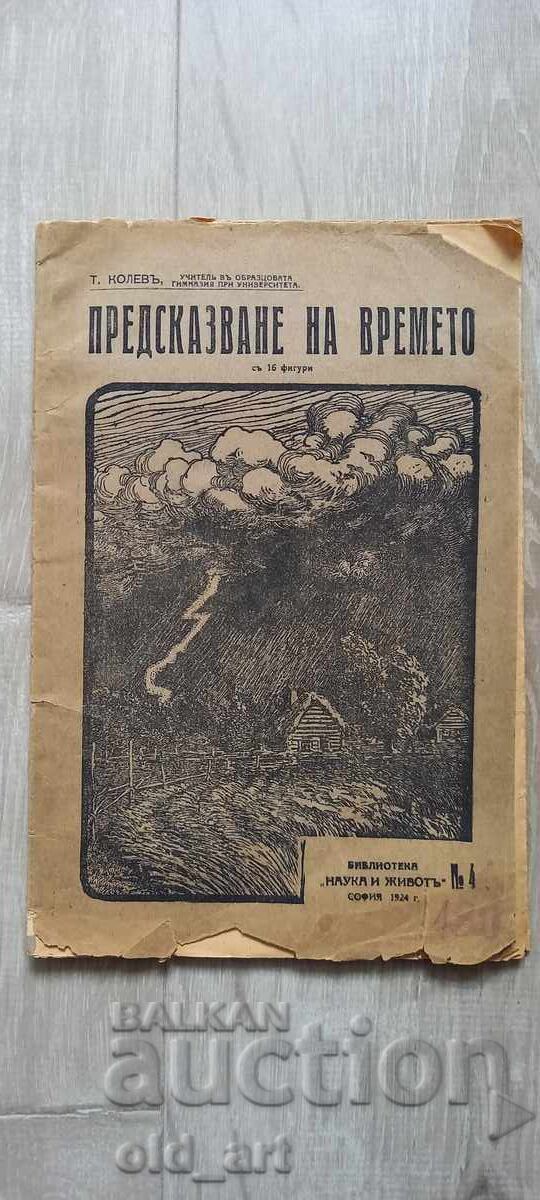 Т. КОЛЕВЪ, УЧИТЕЛЬ ВЪ ОБРАЗЦОВАТА
ГИМНАЗИЯ ПРИ УНИВЕРСИТЕТА.
ПРЕДСКАЗВАНЕ НА ВРЕМЕТО
съ 16 фигури
БИБЛИОТЕКА
„НАУКА И ЖИВОТЪ“ № 4
СОФИЯ 1924 г.
BALKAN
auction
old_art